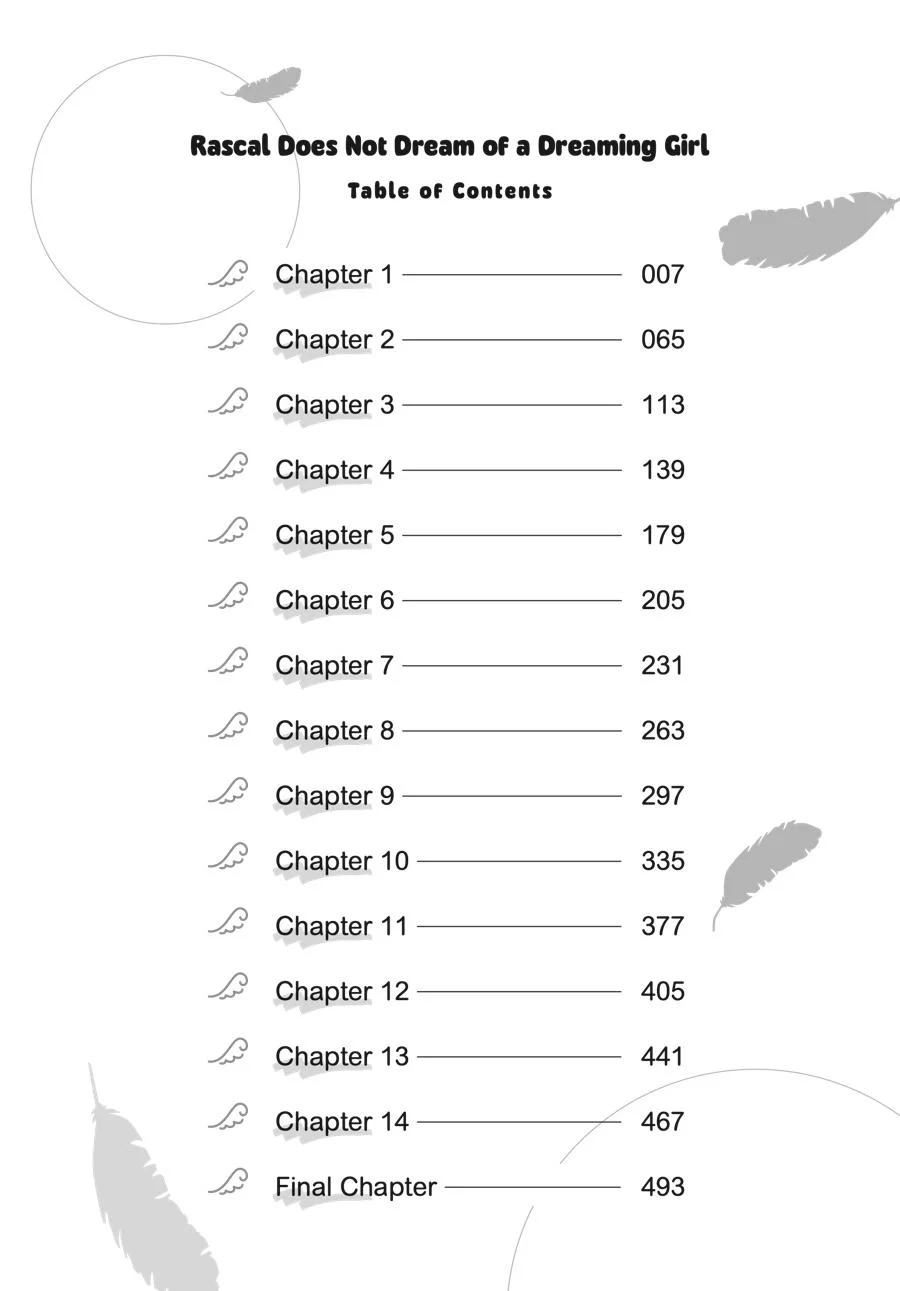 Rascal Does Not Dream of a Dreaming Girl
Table of Contents
Chapter 1 007
Chapter 2 065
Chapter 3 113
Chapter 4 139
Chapter 5 179
Chapter 6 205
Chapter 7 231
Chapter 8 263
Chapter 9 297
Chapter 10 335
Chapter 11 377
Chapter 12 405
Chapter 13 441
Chapter 14 467
Final Chapter 493